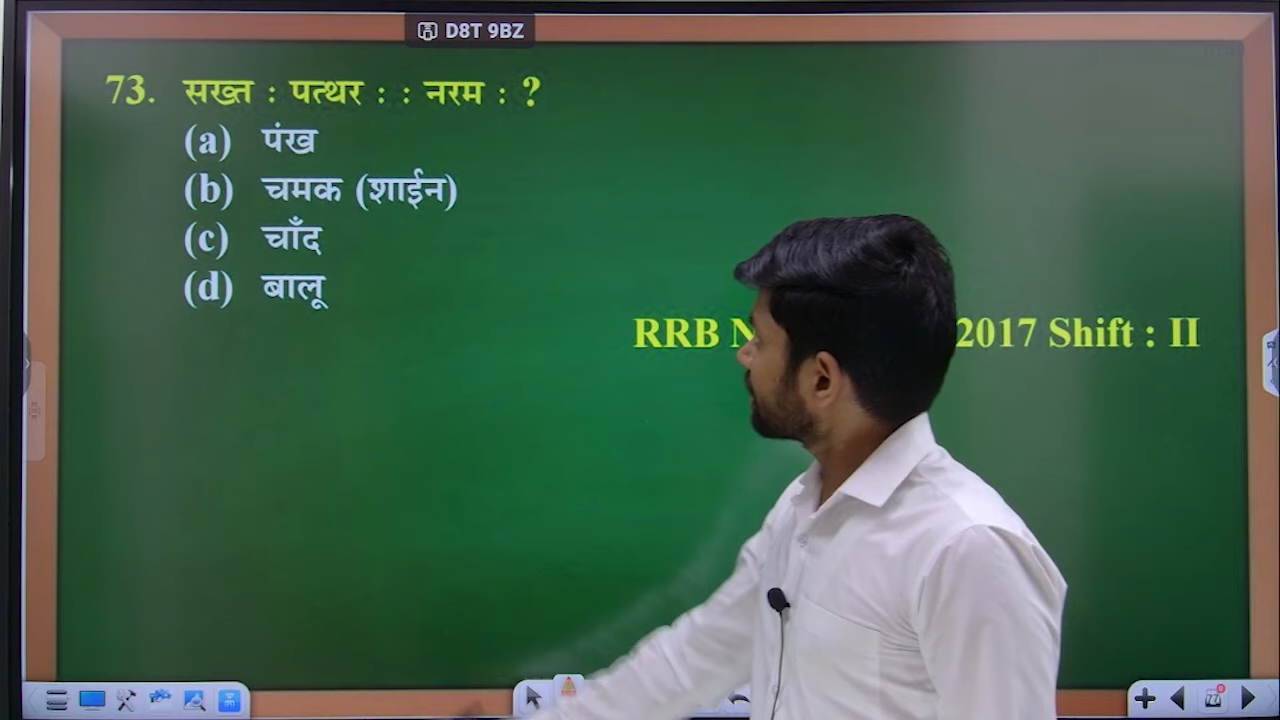 D8T 9BZ
73. सख्त : पत्थर : : नरम : ?
(a) पंख
(b) चमक (शाईन)
(c) चाँद
(d) बालू
RRB 2017 Shift : II